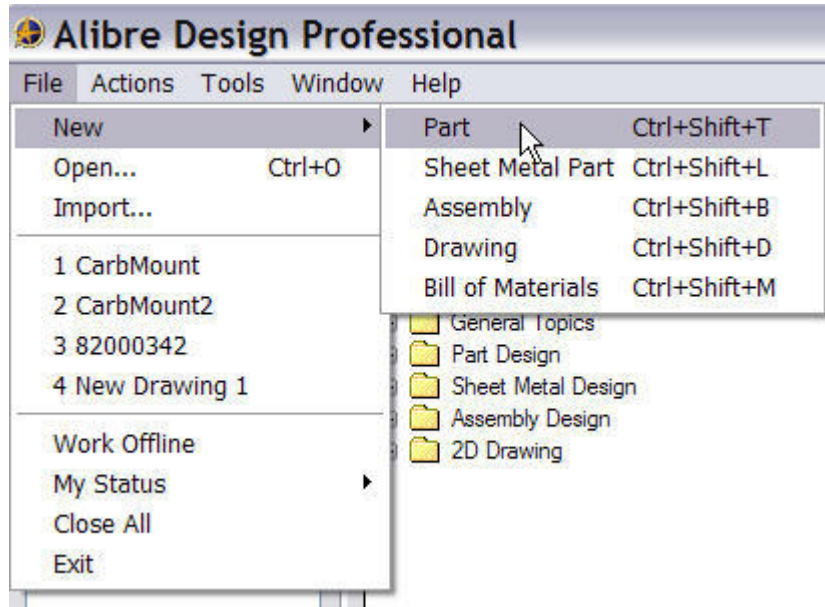 Alibre Design Professional
File Actions Tools Window Help
New
Open... Ctrl+O
Import...
1 CarbMount
2 CarbMount2
3 82000342
4 New Drawing 1
Work Offline
My Status
Close All
Exit
Part Ctrl+Shift+T
Sheet Metal Part Ctrl+Shift+L
Assembly Ctrl+Shift+B
Drawing Ctrl+Shift+D
Bill of Materials Ctrl+Shift+M
General Topics
Part Design
Sheet Metal Design
Assembly Design
2D Drawing